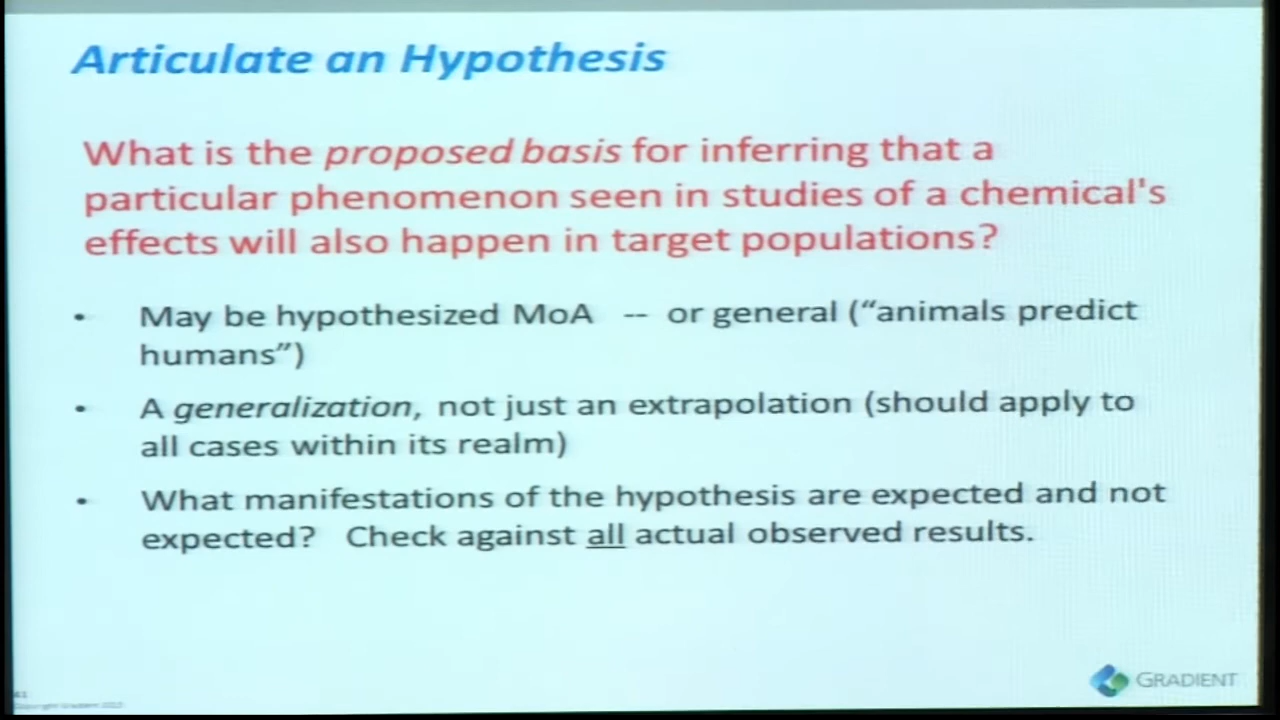 Articulate an Hypothesis
What is the proposed basis for inferring that a
particular phenomenon seen in studies of a chemical's
effects will also happen in target populations?
• May be hypothesized MoA -- or general (“animals predict
humans”)
• A generalization, not just an extrapolation (should apply to
all cases within its realm)
• What manifestations of the hypothesis are expected and not
expected? Check against all actual observed results.
GRADIENT
Copyright Gradient